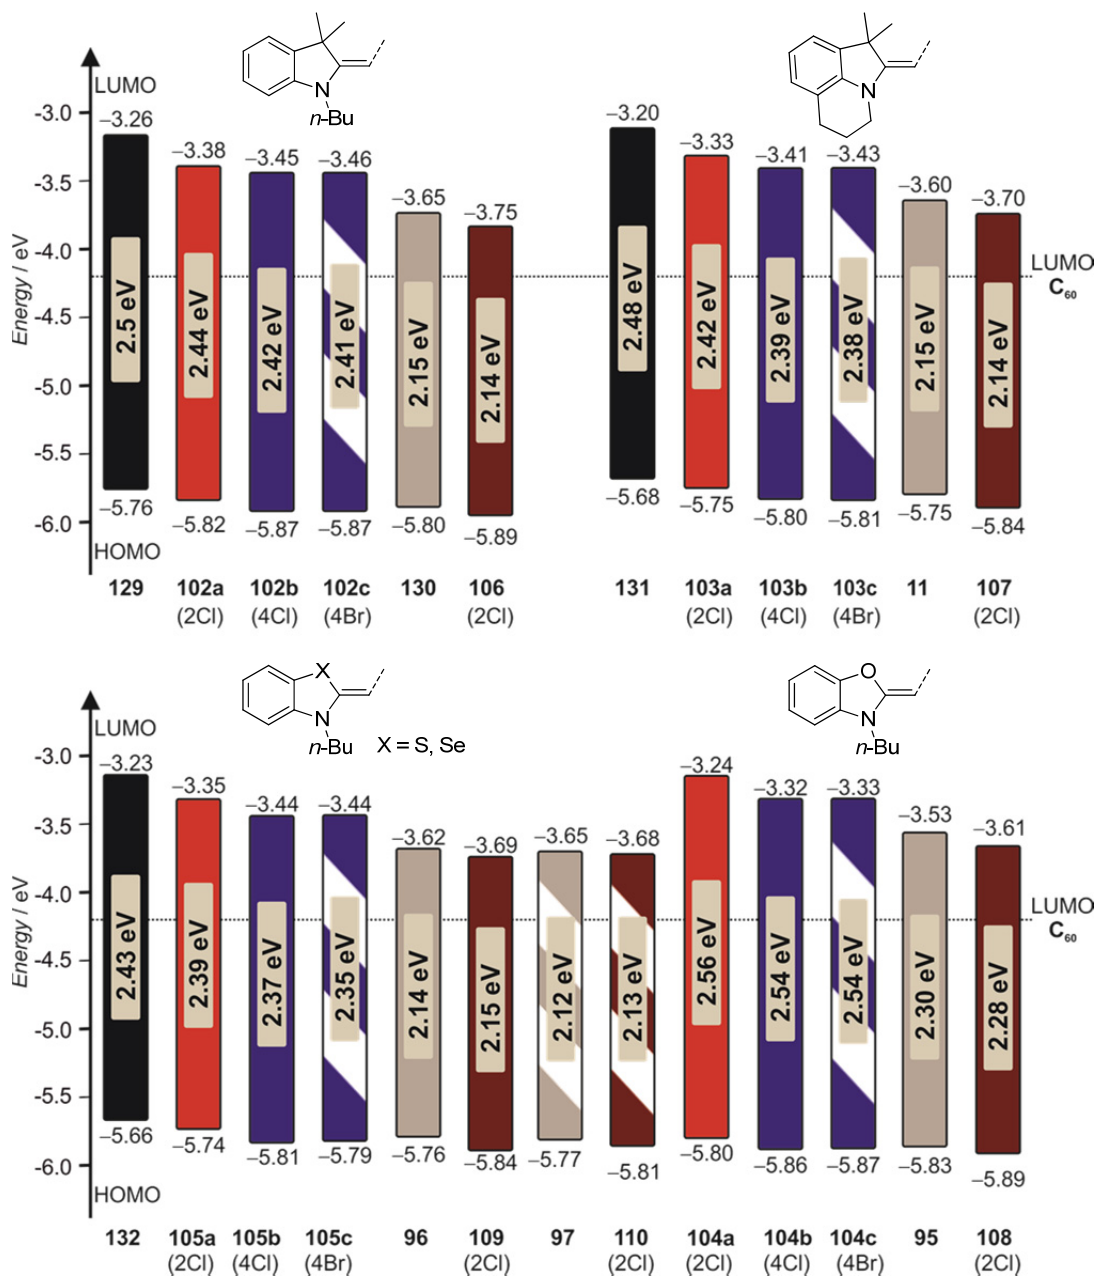 LUMO
N
n-Bu
N
-3.0
-3.5
-4.0
-4.5
-5.0
-5.5
-6.0
Energy / eV
–3.26 –3.38 –3.45 –3.46 –3.65 –3.75 –3.20 –3.33 –3.41 –3.43 –3.60 –3.70
LUMO
C60
2.5 eV 2.44 eV 2.42 eV 2.41 eV 2.15 eV 2.14 eV 2.48 eV 2.42 eV 2.39 eV 2.38 eV 2.15 eV 2.14 eV
–5.76 –5.82 –5.87 –5.87 –5.80 –5.89 –5.68 –5.75 –5.80 –5.81 –5.75 –5.84
HOMO
129 102a 102b 102c 130 106 131 103a 103b 103c 11 107
(2Cl) (4Cl) (4Br) (2Cl) (2Cl) (4Cl) (4Br) (2Cl)
X
N
n-Bu X = S, Se
O
N
n-Bu
LUMO
-3.0
-3.5
-4.0
-4.5
-5.0
-5.5
-6.0
Energy / eV
–3.23 –3.35 –3.44 –3.44 –3.62 –3.69 –3.65 –3.68 –3.24 –3.32 –3.33 –3.53 –3.61
LUMO
C60
2.43 eV 2.39 eV 2.37 eV 2.35 eV 2.14 eV 2.15 eV 2.12 eV 2.13 eV 2.56 eV 2.54 eV 2.54 eV 2.30 eV 2.28 eV
–5.66 –5.74 –5.81 –5.79 –5.76 –5.84 –5.77 –5.81 –5.80 –5.86 –5.87 –5.83 –5.89
HOMO
132 105a 105b 105c 96 109 97 110 104a 104b 104c 95 108
(2Cl) (4Cl) (4Br) (2Cl) (2Cl) (2Cl) (4Cl) (4Br) (2Cl)